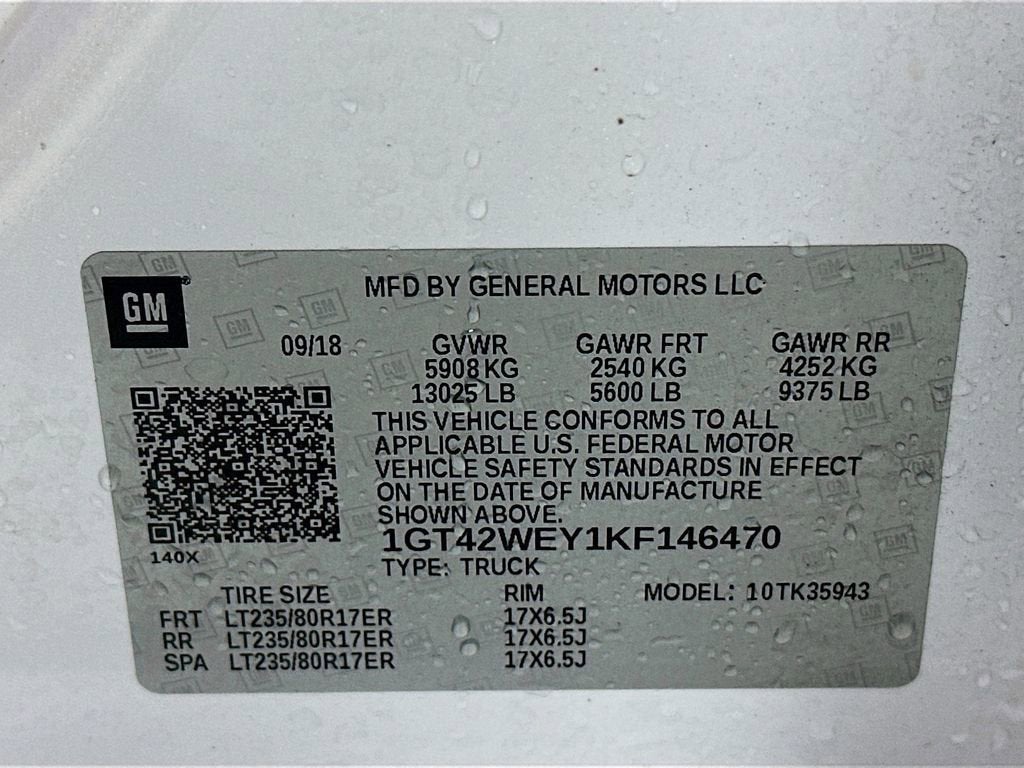 GM
MFD BY GENERAL MOTORS LLC
09/18 GVWR GAWR FRT GAWR RR
5908 KG 2540 KG 4252 KG
13025 LB 5600 LB 9375 LB
THIS VEHICLE CONFORMS TO ALL
APPLICABLE U.S. FEDERAL MOTOR
VEHICLE SAFETY STANDARDS IN EFFECT
ON THE DATE OF MANUFACTURE
SHOWN ABOVE.
140X
1GT42WEY1KF146470
TYPE: TRUCK
TIRE SIZE RIM MODEL: 10TK35943
FRT LT235/80R17ER 17X6.5J
RR LT235/80R17ER 17X6.5J
SPA LT235/80R17ER 17X6.5J